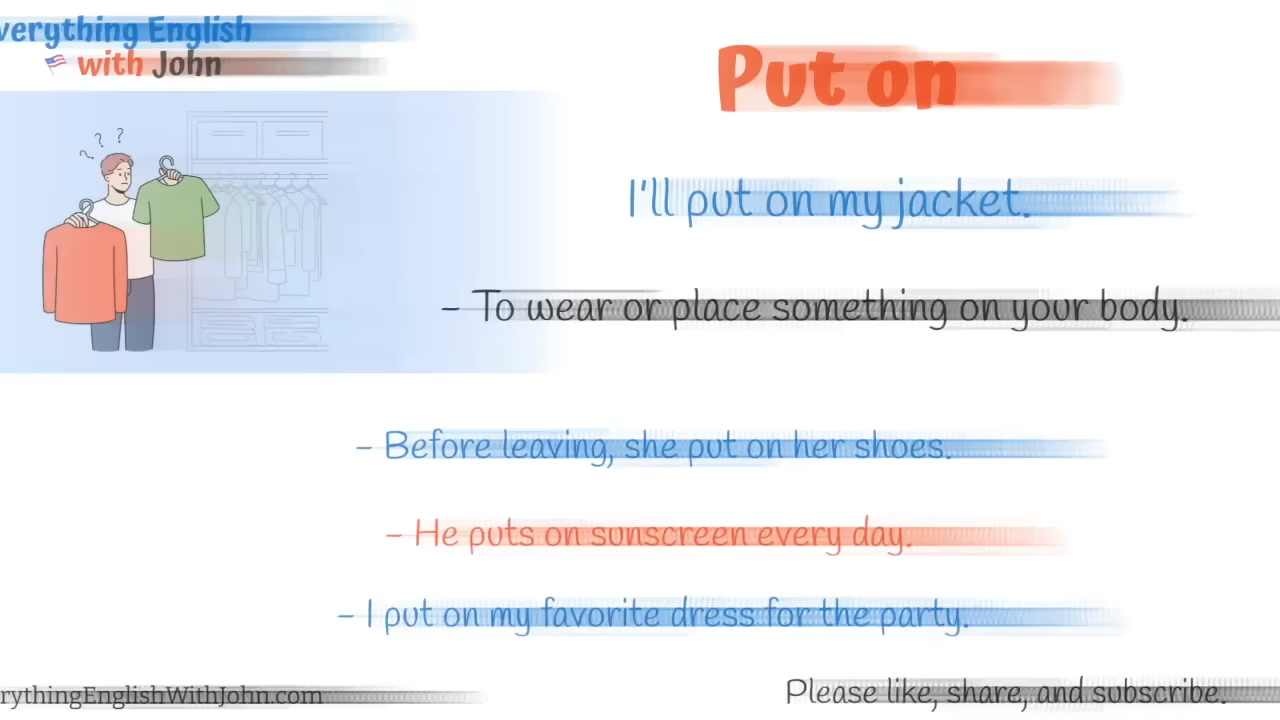 verything English
with John
Put on
I'll put on my jacket.
– To wear or place something on your body.
– Before leaving, she put on her shoes.
– He puts on sunscreen every day.
– I put on my favorite dress for the party.
rythingEnglishWithJohn.com
Please like, share, and subscribe.